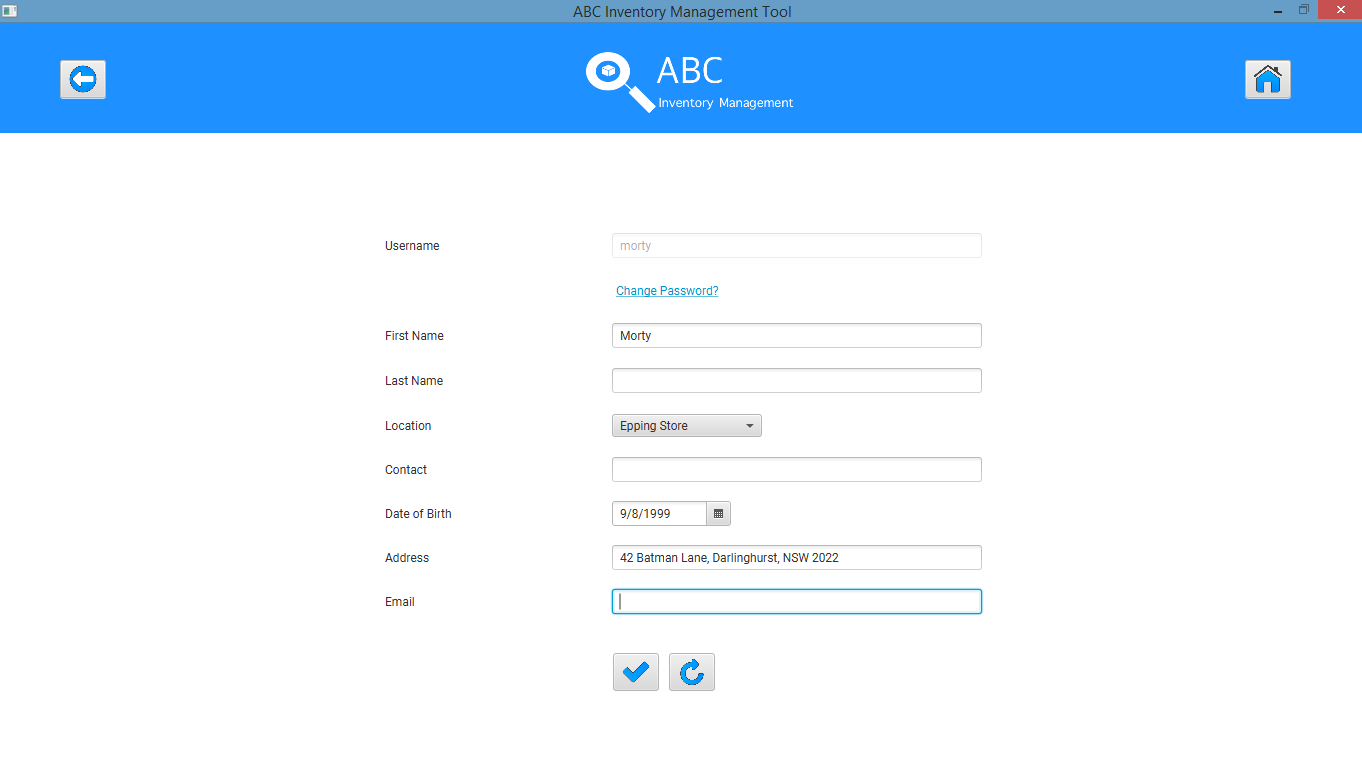 ABC Inventory Management Tool
ABC
Inventory Management
Username morty
Change Password?
First Name Morty
Last Name
Location Epping Store
Contact
Date of Birth 9/8/1999
Address 42 Batman Lane, Darlinghurst, NSW 2022
Email